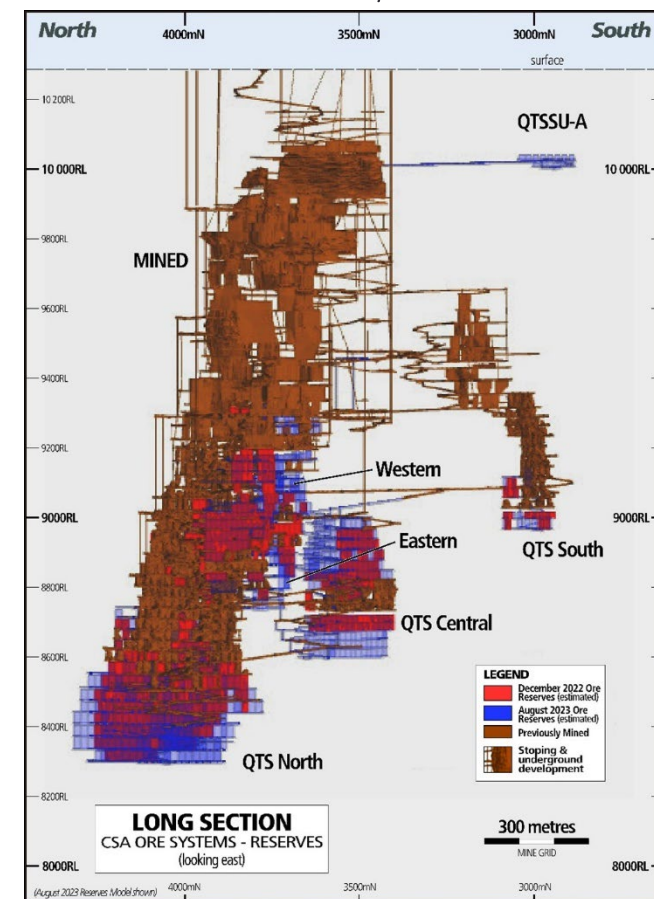 North
4000mN
3500mN
3000mN
South
surface
10 200RL
QTSSU-A
10 000RL
10 000RL
9800RL
MINED
9600RL
9400RL
9200RL
Western
9000RL
9000RL
Eastern
QTS South
8800RL
QTS Central
8600RL
LEGEND
December 2022 Ore
Reserves (estimated)
August 2023 Ore
Reserves (estimated)
Previously Mined
Stoping &
underground
development
8400RL
QTS North
8200RL
LONG SECTION
CSA ORE SYSTEMS - RESERVES
(looking east)
300 metres
MINE GRID
8000RL
8000RL
(August 2023 Reserves Model shown)
4000mN
3500mN
3000mN